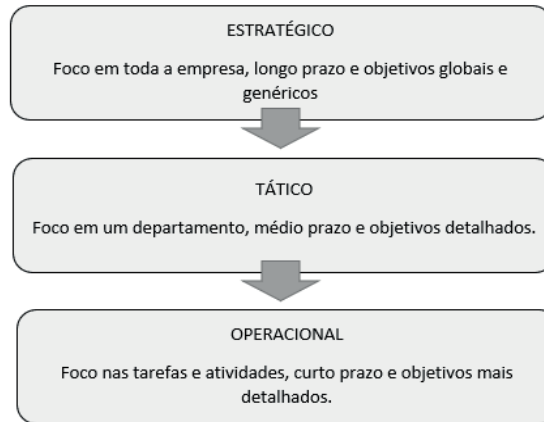 ESTRATÉGICO
Foco em toda a empresa, longo prazo e objetivos globais e
genéricos
TÁTICO
Foco em um departamento, médio prazo e objetivos detalhados.
OPERACIONAL
Foco nas tarefas e atividades, curto prazo e objetivos mais
detalhados.